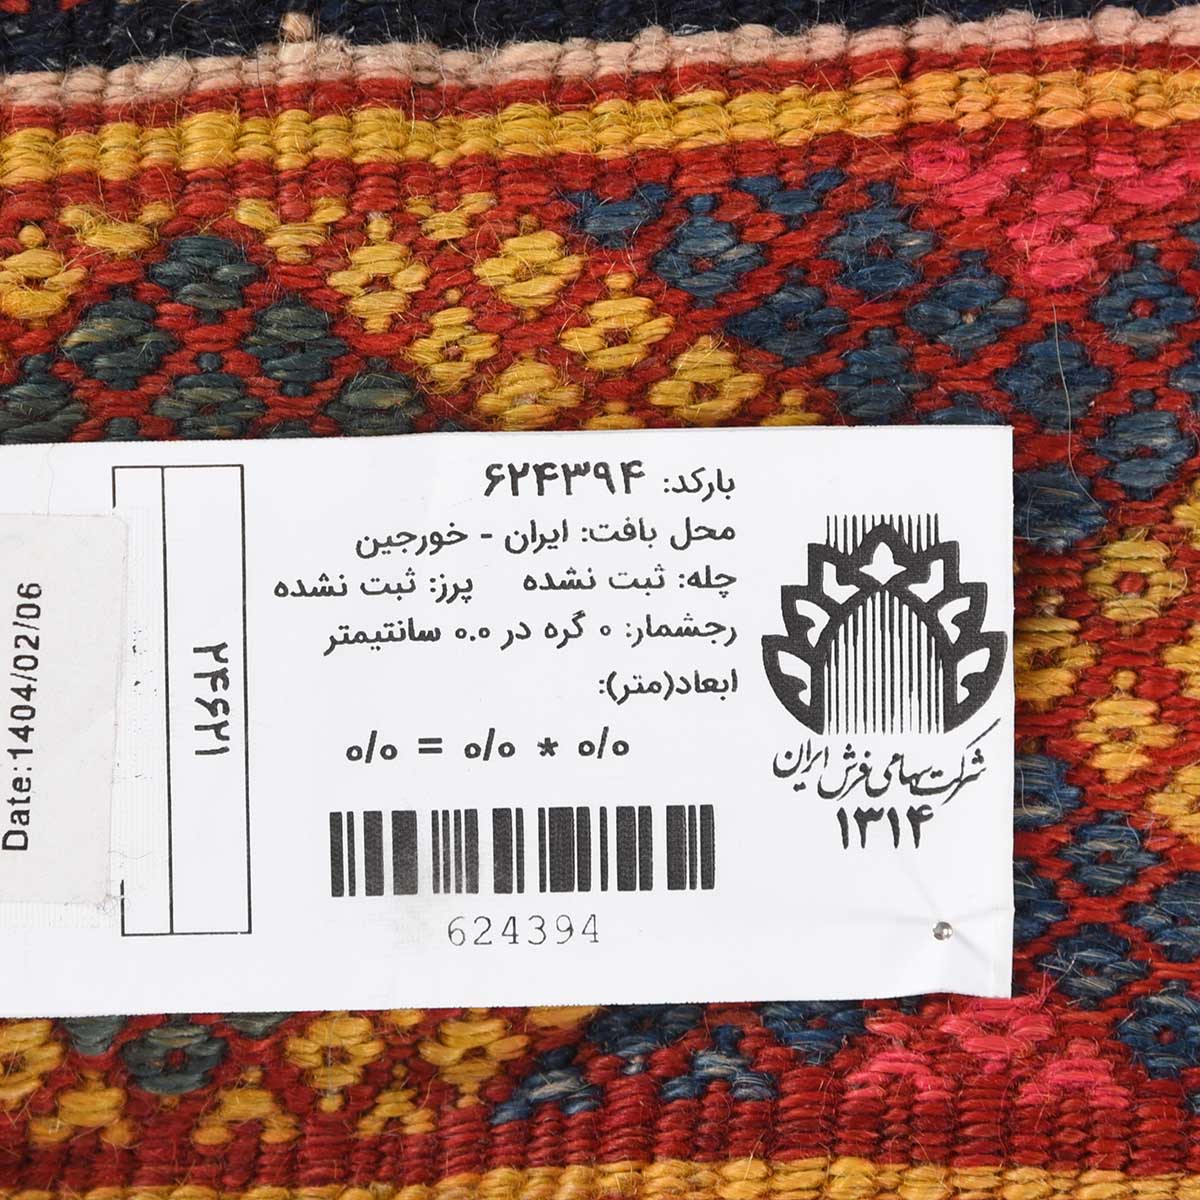 بارکد: ۶۲۴۳۹۴
محل بافت: ایران - خورجین
چله: ثبت نشده پرز: ثبت نشده
رجشمار: ۰ گره در ۰.۰ سانتیمتر
ابعاد(متر):
۰/۰ * ۰/۰ = ۰/۰
624394
شرکت سهامی فرش ایران
۱۳۱۴
۲۴۶۲۱
Date:1404/02/06